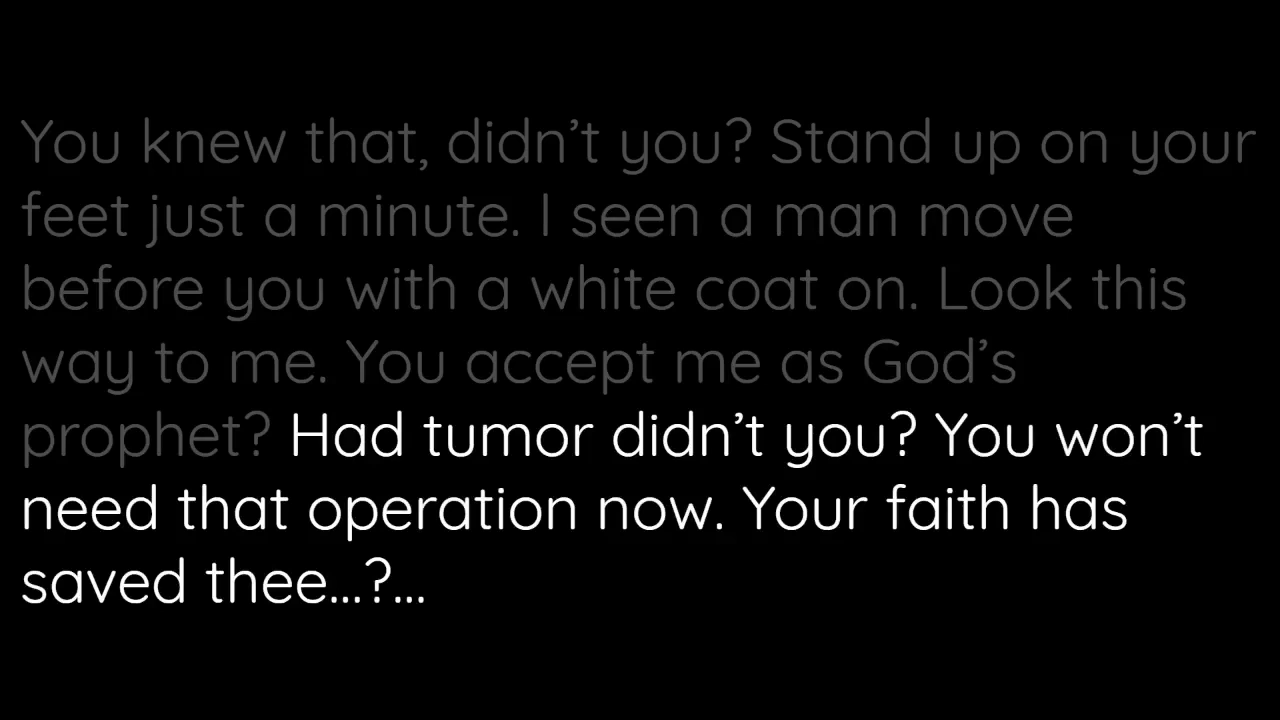 You knew that, didn’t you? Stand up on your
feet just a minute. I seen a man move
before you with a white coat on. Look this
way to me. You accept me as God’s
prophet? Had tumor didn’t you? You won’t
need that operation now. Your faith has
saved thee...?...